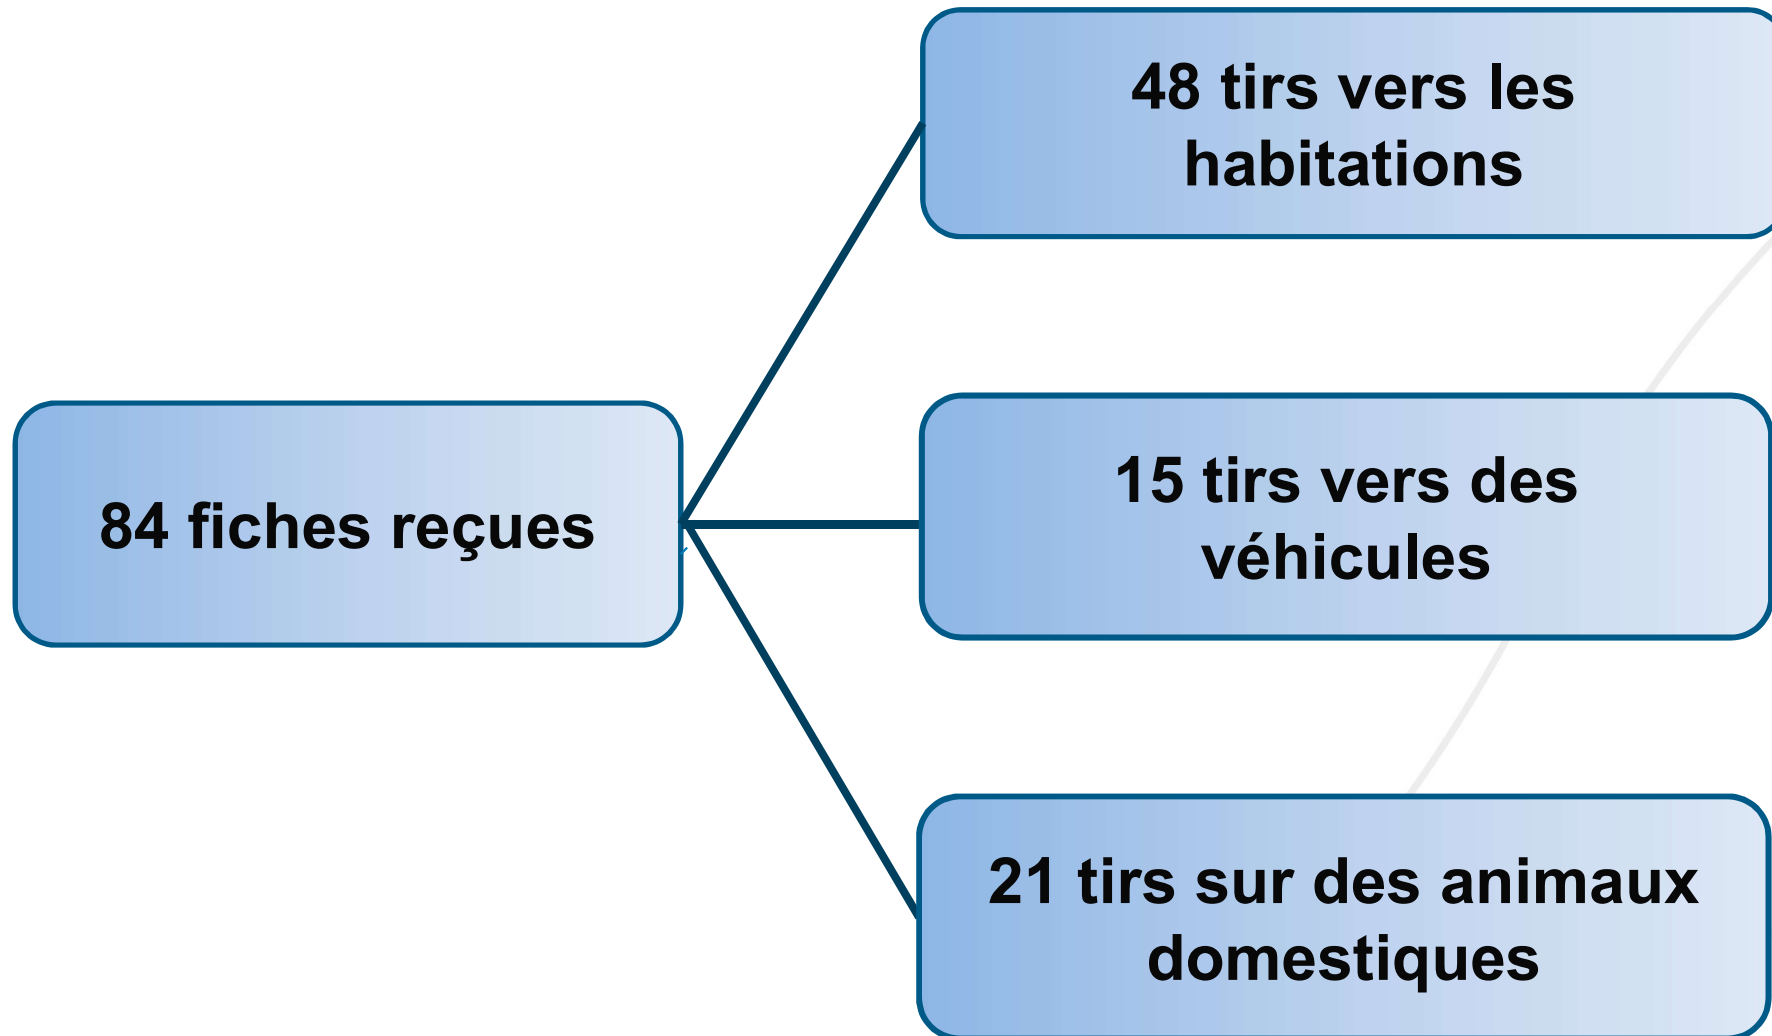 48 tirs vers les
habitations
84 fiches reçues
15 tirs vers des
véhicules
21 tirs sur des animaux
domestiques